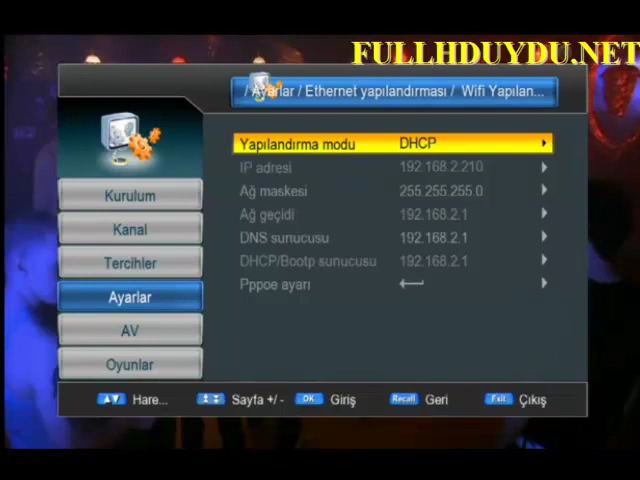 FULLHDUYDU.NET
/ Ayarlar / Ethernet yapılandırması / Wifi Yapılan...
Yapılandırma modu DHCP
IP adresi 192.168.2.210
Ağ maskesi 255.255.255.0
Ağ geçidi 192.168.2.1
DNS sunucusu 192.168.2.1
DHCP/Bootp sunucusu 192.168.2.1
Pppoe ayarı
Kurulum
Kanal
Tercihler
Ayarlar
AV
Oyunlar
Hare... Sayfa +/- OK Giriş Recall Geri Exit Çıkış